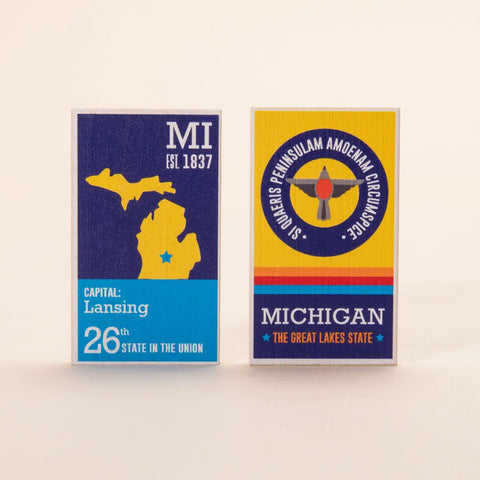 MI
EST. 1837
CAPITAL:
Lansing
26th
STATE IN THE UNION
• SI QUAERIS PENINSULAM AMOENAM CIRCUMSPICE •
MICHIGAN
THE GREAT LAKES STATE